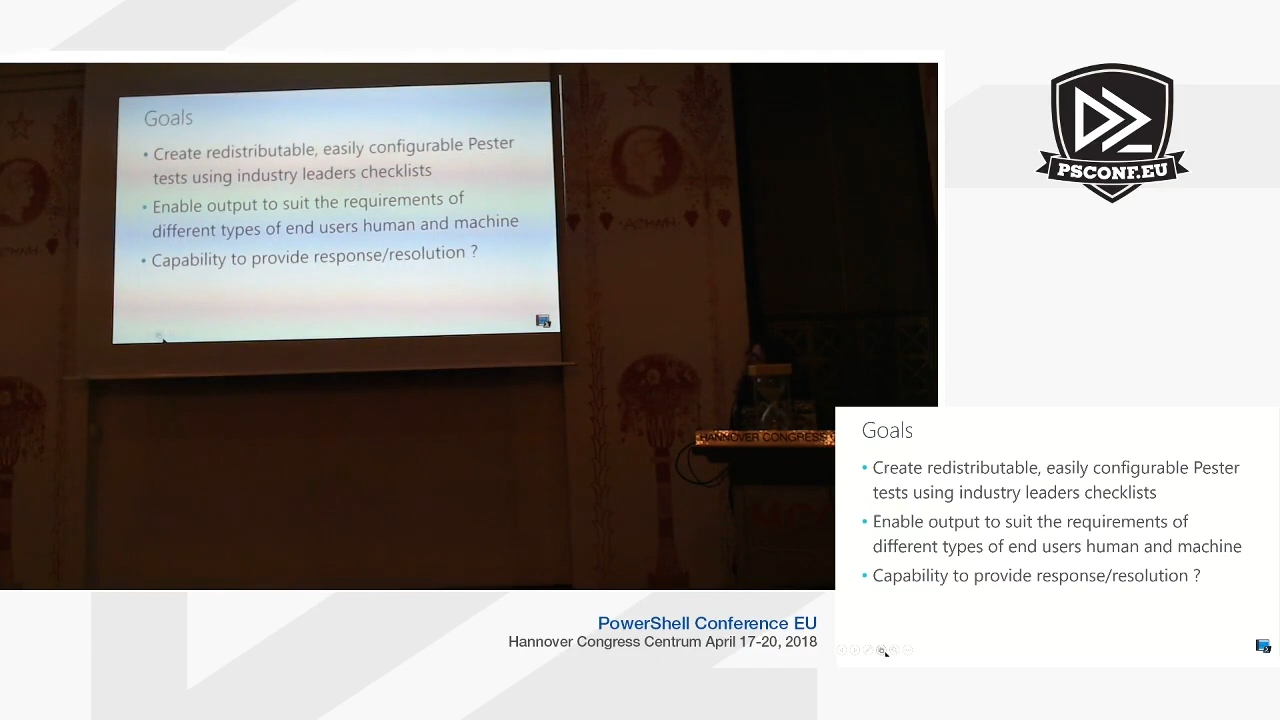 Goals
• Create redistributable, easily configurable Pester
tests using industry leaders checklists
• Enable output to suit the requirements of
different types of end users human and machine
• Capability to provide response/resolution ?
HANNOVER CONGRESS
PSCONF.EU
Goals
• Create redistributable, easily configurable Pester
tests using industry leaders checklists
• Enable output to suit the requirements of
different types of end users human and machine
• Capability to provide response/resolution ?
PowerShell Conference EU
Hannover Congress Centrum April 17-20, 2018